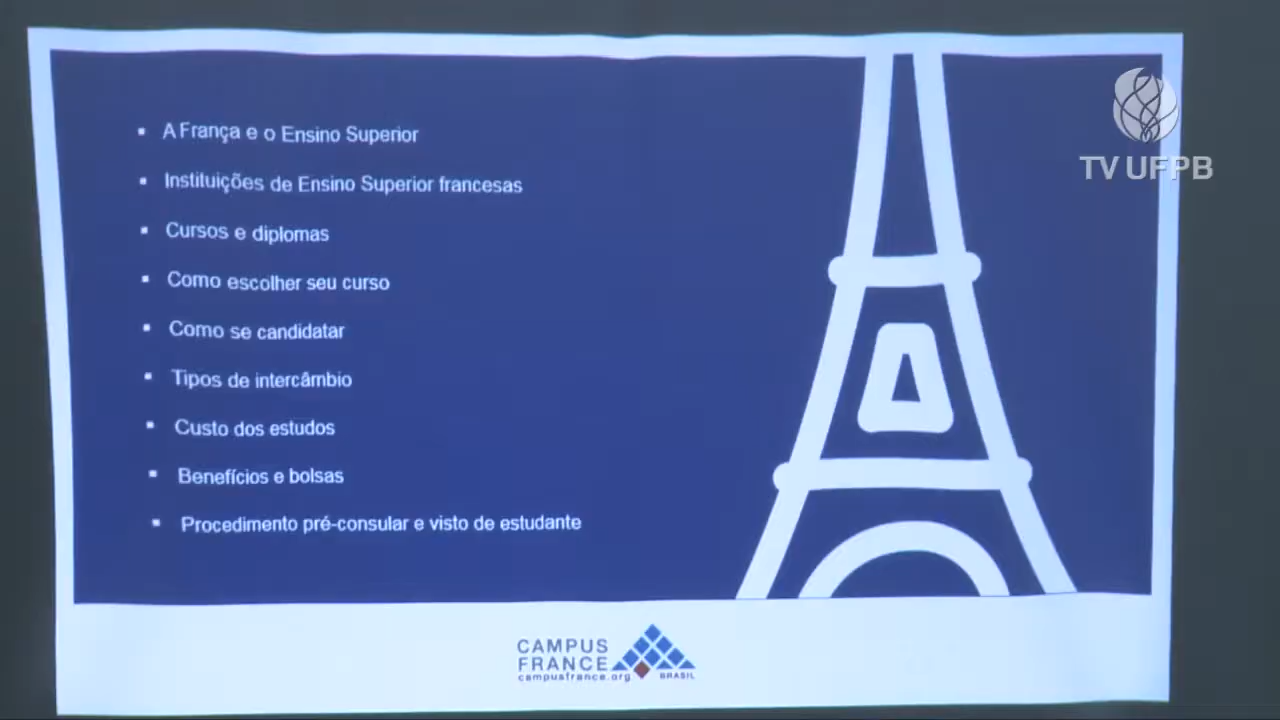 A França e o Ensino Superior
Instituições de Ensino Superior francesas
Cursos e diplomas
Como escolher seu curso
Como se candidatar
Tipos de intercâmbio
Custo dos estudos
Benefícios e bolsas
Procedimento pré-consular e visto de estudante
TV UFPB
CAMPUS
FRANCE
campusfrance.org
BRASIL